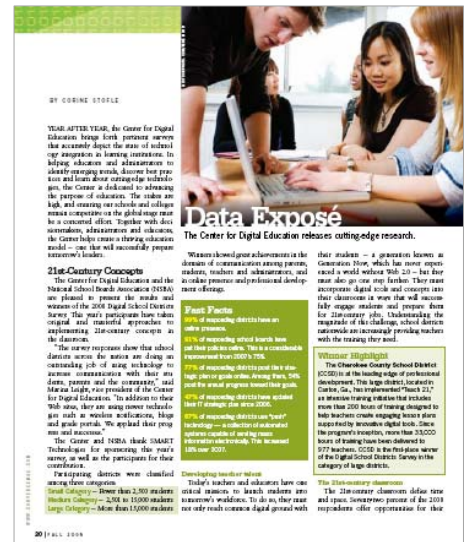 BY CORINE STOFLE
YEAR AFTER YEAR, the Center for Digital
Education brings forth pertinent surveys
that accurately depict the state of technol-
ogy integration in learning institutions. In
helping educators and administrators to
identify emerging trends, discover best prac-
tices and learn about cutting-edge technolo-
gies, the Center is dedicated to advancing
the purpose of education. The stakes are
high, and ensuring our schools and colleges
remain competitive on the global stage must
be a concerted effort. Together with deci-
sionmakers, administrators and educators,
the Center helps create a thriving education
model — one that will successfully prepare
tomorrow's leaders.
21st-Century Concepts
The Center for Digital Education and the
National School Boards Association (NSBA)
are pleased to present the results and
winners of the 2008 Digital School Districts
Survey. This year's participants have taken
original and masterful approaches to
implementing 21st-century concepts in
the classroom.
"The survey responses show that school
districts across the nation are doing an
outstanding job of using technology to
increase communication with their stu-
dents, parents and the community," said
Marina Leight, vice president of the Center
for Digital Education. "In addition to their
Web sites, they are using newer technolo-
gies such as wireless notifications, blogs
and grade portals. We applaud their prog-
ress and successes."
The Center and NSBA thank SMART
Technologies for sponsoring this year's
survey, as well as the participants for their
contribution.
Participating districts were classified
among three categories:
Small Category — Fewer than 2,500 students
Medium Category — 2,501 to 15,000 students
Large Category — More than 15,000 students
Data Exposé
The Center for Digital Education releases cutting-edge research.
Winners showed great achievements in the
domains of communication among parents,
students, teachers and administrators, and
in online presence and professional develop-
ment offerings.
Fast Facts
of responding districts have an
online presence.
of responding school boards have
put their policies online. This is a considerable
improvement from 2007's 75%.
77% of responding districts post their strate-
gic plan or goals online. Among them, 54%
post the annual progress toward their goals.
47% of responding districts have updated
their IT strategic plan since 2006.
67% of responding districts use "push"
technology — a collection of automated
systems capable of sending mass
information electronically. This increased
18% over 2007.
Developing teacher talent
Today's teachers and educators have one
critical mission: to launch students into
tomorrow's workforce. To do so, they must
not only reach common digital ground with
their students — a generation known as
Generation Now, which has never experi-
enced a world without Web 2.0 — but they
must also go one step further. They must
incorporate digital tools and concepts into
their classrooms in ways that will success-
fully engage students and prepare them
for 21st-century jobs. Understanding the
magnitude of this challenge, school districts
nationwide are increasingly providing teachers
with the training they need.
Winner Highlight
The Cherokee County School District
(CCSD) is at the leading edge of professional
development. This large district, located in
Canton, Ga., has implemented "Teach 21,"
an intensive training initiative that includes
more than 200 hours of training designed to
help teachers create engaging lesson plans
supported by innovative digital tools. Since
the program's inception, more than 33,000
hours of training have been delivered to
977 teachers. CCSD is the first-place winner
of the Digital School Districts Survey in the
category of large districts.
The 21st-century classroom
The 21st-century classroom defies time
and space. Seventy-two percent of the 2008
respondents offer opportunities for their
20 | FALL 2008